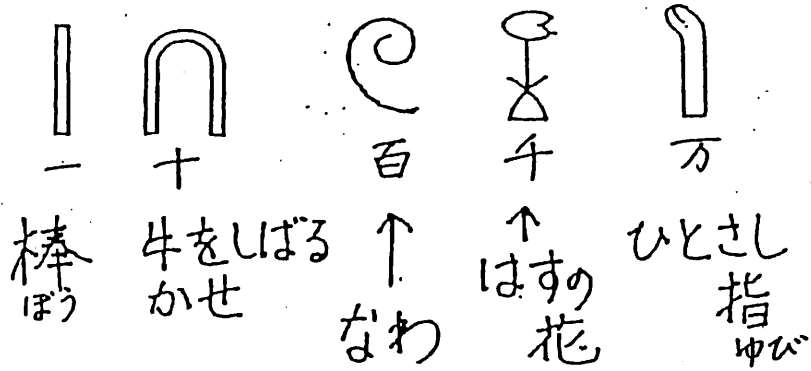 一
十
百
千
万
棒
ぼう
牛をしばる
かせ
↑
なわ
↑
はすの
花
ひとさし
指
ゆび